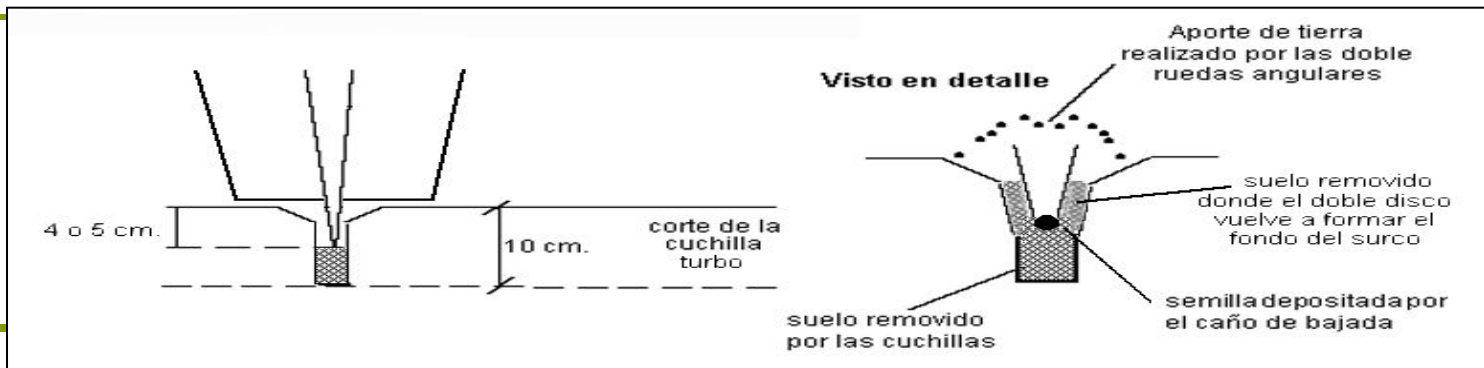 4 o 5 cm.
10 cm.
corte de la
cuchilla
turbo
Visto en detalle
Aporte de tierra
realizado por las doble
ruedas angulares
suelo removido
donde el doble disco
vuelve a formar el
fondo del surco
semilla depositada por
el caño de bajada
suelo removido
por las cuchillas